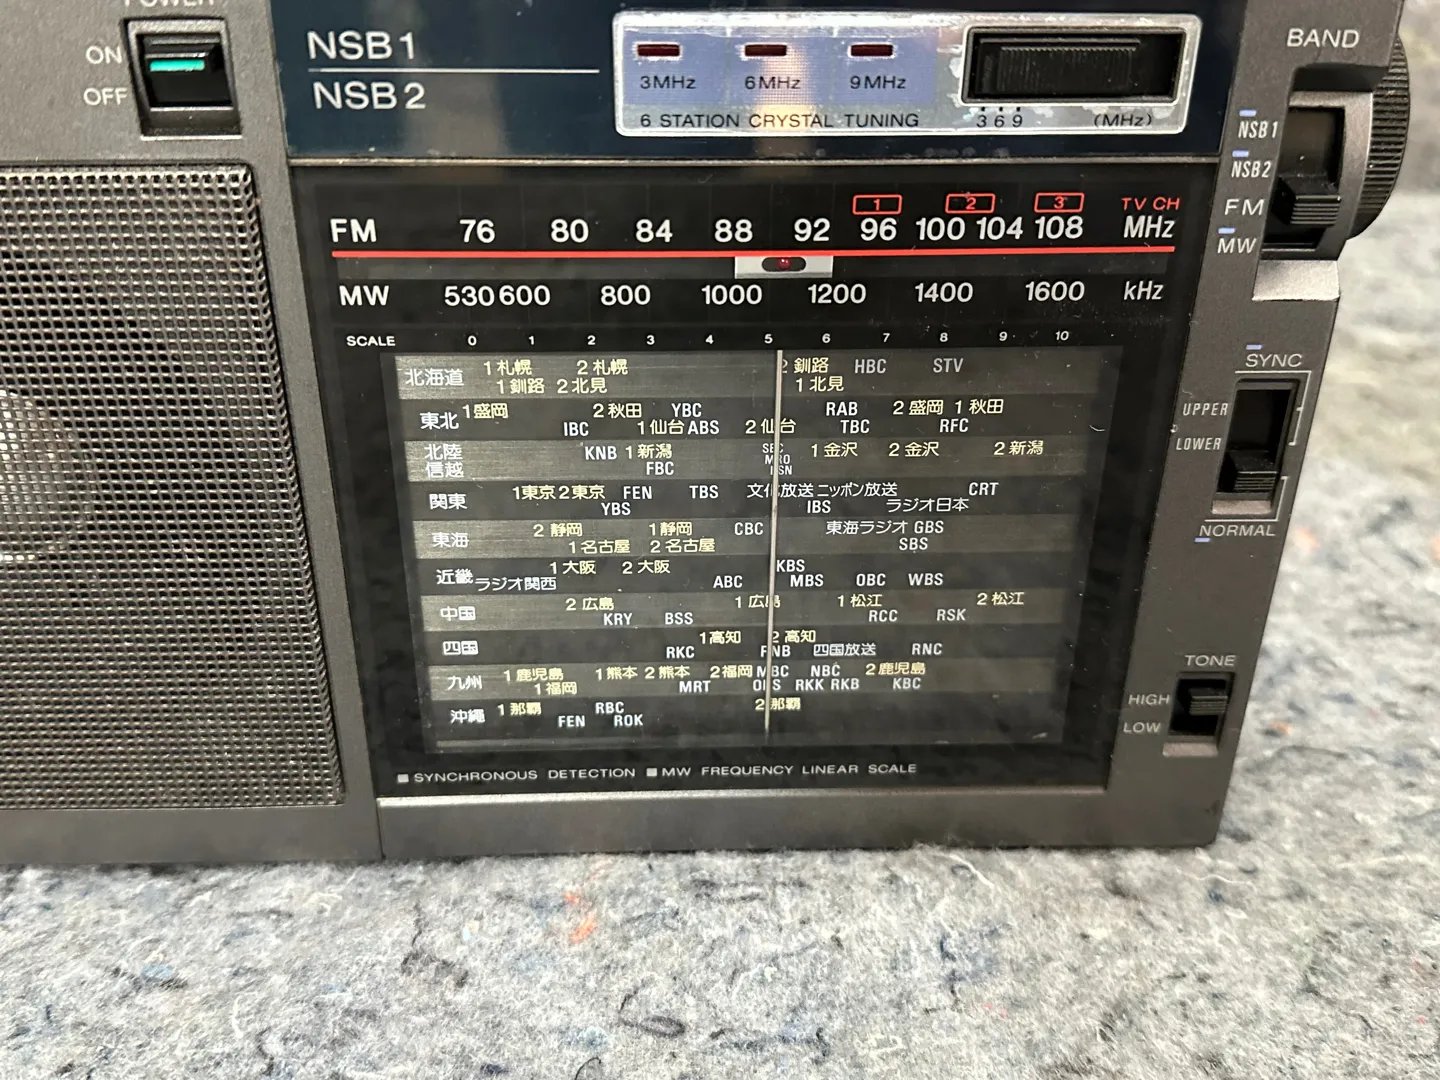 POWER
ON
OFF
NSB1
NSB2
3MHz 6MHz 9MHz
6 STATION CRYSTAL TUNING
3 6 9 (MHz)
BAND
NSB1
NSB2
FM
MW
1 2 3 TV CH
FM 76 80 84 88 92 96 100 104 108 MHz
MW 530 600 800 1000 1200 1400 1600 kHz
SCALE 0 1 2 3 4 5 6 7 8 9 10
北海道 1札幌 2札幌 2釧路 HBC STV
1釧路 2北見 1北見
東北 1盛岡 2秋田 YBC RAB 2盛岡 1秋田
IBC 1仙台 ABS 2仙台 TBC RFC
北陸 KNB 1新潟 1金沢 2金沢 2新潟
信越 FBC MRO
関東 1東京 2東京 FEN TBS 文化放送 ニッポン放送 CRT
YBS IBS ラジオ日本
東海 2静岡 1静岡 CBC 東海ラジオ GBS
1名古屋 2名古屋 SBS
近畿 1大阪 2大阪 KBS
ラジオ関西 ABC MBS OBC WBS
中国 2広島 1広島 1松江 2松江
KRY BSS RCC RSK
四国 1高知 2高知
RKC RNB 四国放送 RNC
九州 1鹿児島 1熊本 2熊本 2福岡 MBC NBC 2鹿児島
1福岡 MRT OBS RKK RKB KBC
沖縄 1那覇 RBC 2那覇
FEN ROK
■SYNCHRONOUS DETECTION ■MW FREQUENCY LINEAR SCALE
SYNC
UPPER
LOWER
NORMAL
TONE
HIGH
LOW